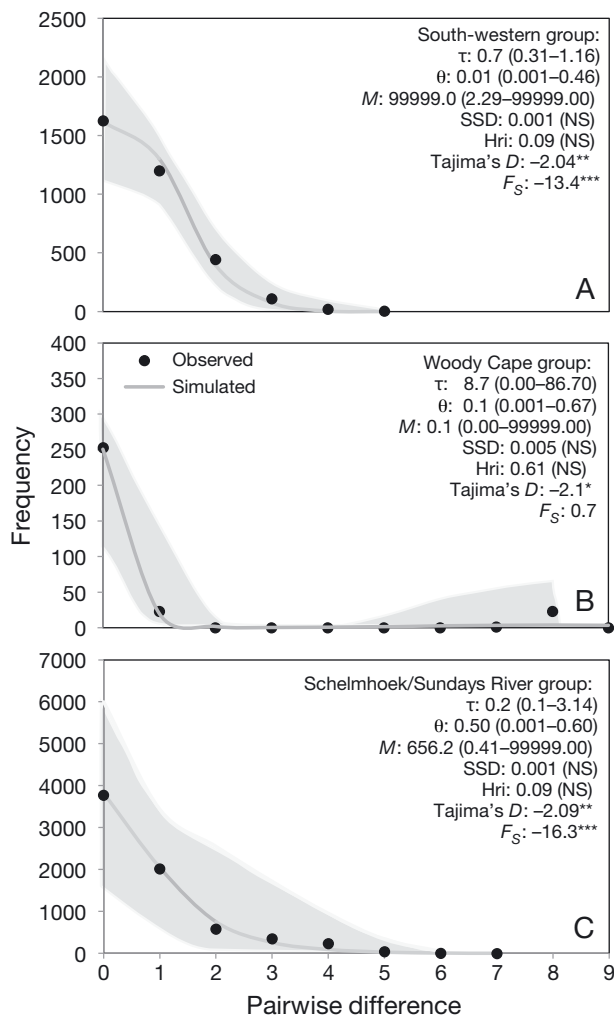 2500
2000
1500
1000
500
0
South-western group:
τ: 0.7 (0.31–1.16)
θ: 0.01 (0.001–0.46)
M: 99999.0 (2.29–99999.00)
SSD: 0.001 (NS)
Hri: 0.09 (NS)
Tajima's D: –2.04**
FS: –13.4***
A
Frequency
400
350
300
250
200
150
100
50
0
Observed
Simulated
Woody Cape group:
τ: 8.7 (0.00–86.70)
θ: 0.1 (0.001–0.67)
M: 0.1 (0.00–99999.00)
SSD: 0.005 (NS)
Hri: 0.61 (NS)
Tajima's D: –2.1*
FS: 0.7
B
7000
6000
5000
4000
3000
2000
1000
0
Schelmhoek/Sundays River group:
τ: 0.2 (0.1–3.14)
θ: 0.50 (0.001–0.60)
M: 656.2 (0.41–99999.00)
SSD: 0.001 (NS)
Hri: 0.09 (NS)
Tajima's D: –2.09**
FS: –16.3***
C
0 1 2 3 4 5 6 7 8 9
Pairwise difference